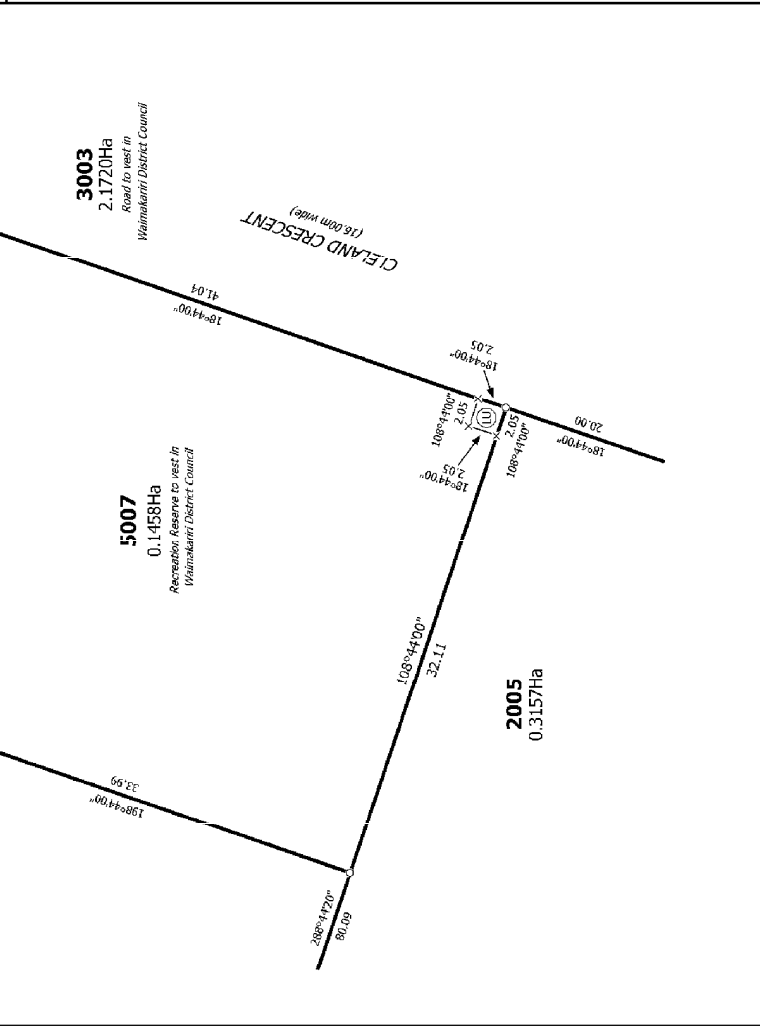 3003
2.1720Ha
Road to vest in
Waimakariri District Council
CLELAND CRESCENT
(16.00m wide)
41.04
18°44'00"
2.05
18°44'00"
108°44'00"
2.05
2.05
108°44'00"
18°44'00"
2.05
20.00
18°44'00"
5007
0.1458Ha
Recreation Reserve to vest in
Waimakariri District Council
108°44'00"
32.11
2005
0.3157Ha
33.99
198°44'00"
288°44'20"
80.09